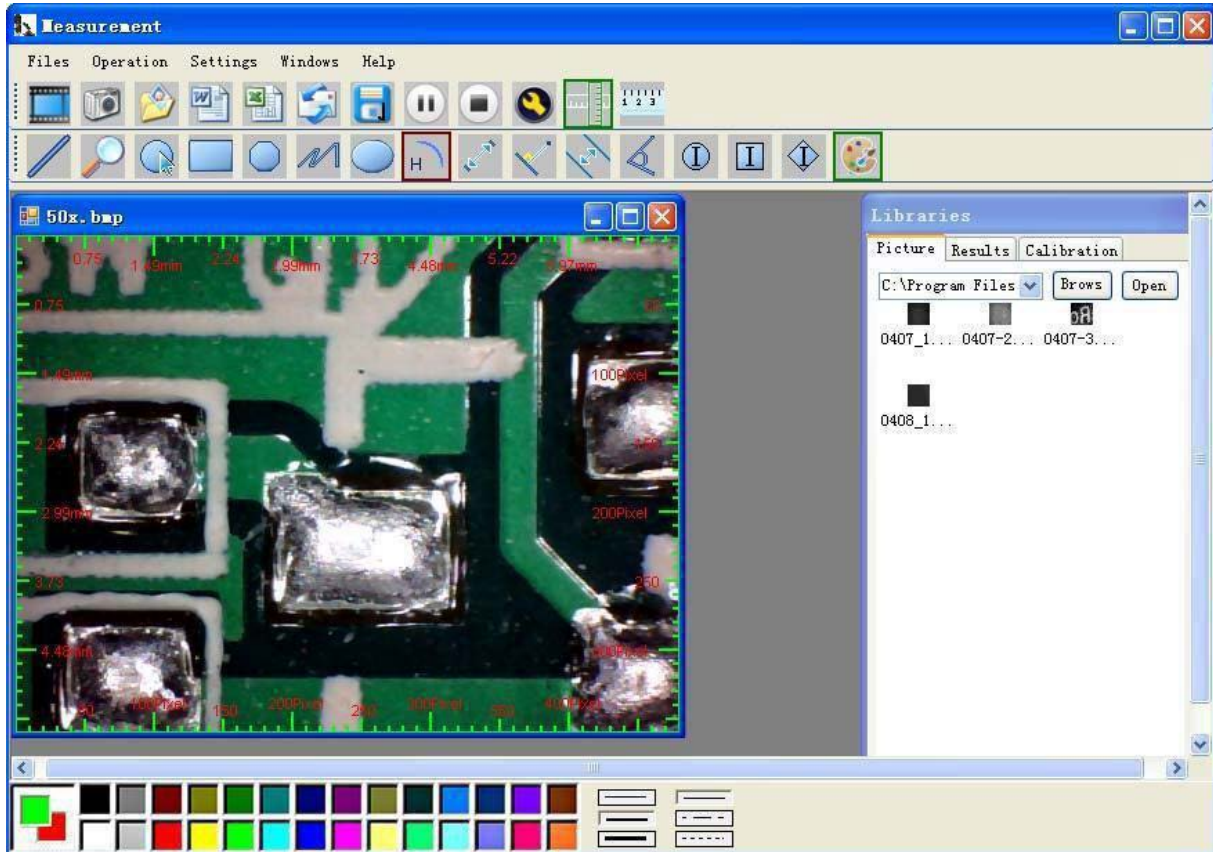 Measurement
Files Operation Settings Windows Help
1 2 3
H
I I I
50x.bmp
0.75 1.49mm 2.24 2.99mm 3.73 4.48mm 5.22 5.97mm
0.75
1.49mm 100Pixel
2.24 150
2.99mm 200Pixel
3.73 250
4.48mm 300Pixel
50 100Pixel 150 200Pixel 250 300Pixel 350 400Pixel
Libraries
Picture Results Calibration
C:\Program Files Brows Open
0407_1... 0407-2... 0407-3...
0408_1...